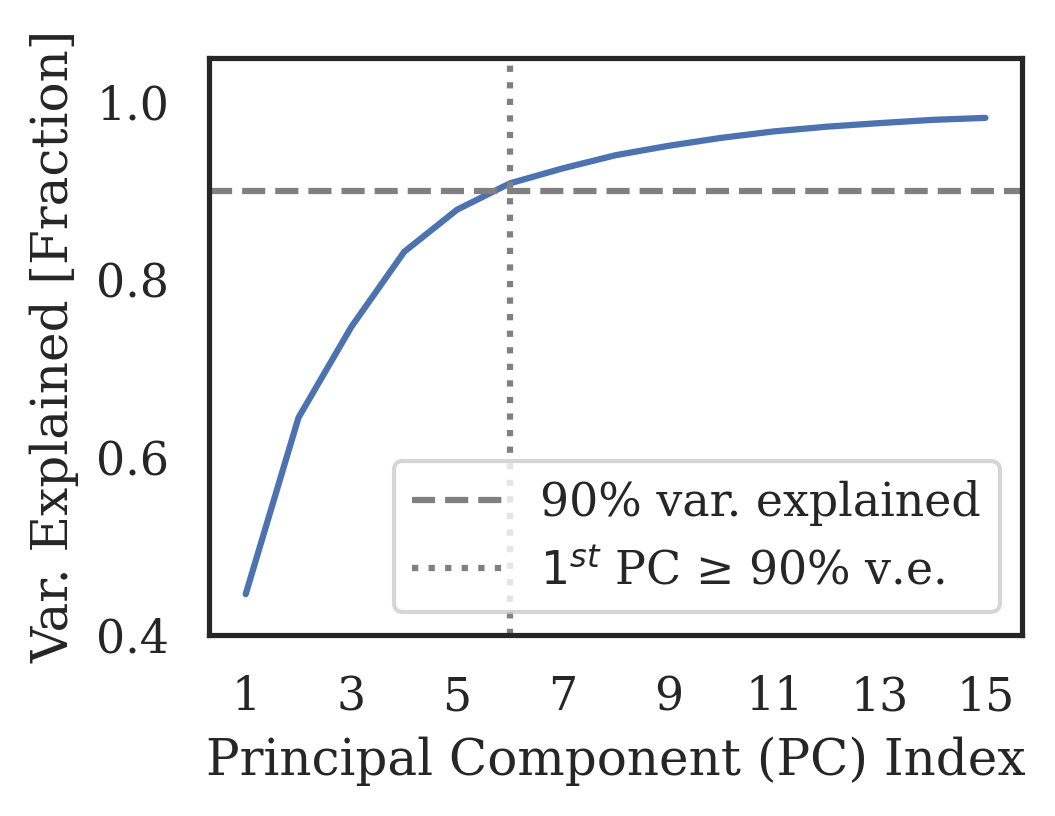 Var. Explained [Fraction]
1.0
0.8
0.6
0.4
90% var. explained
1st PC ≥ 90% v.e.
1 3 5 7 9 11 13 15
Principal Component (PC) Index